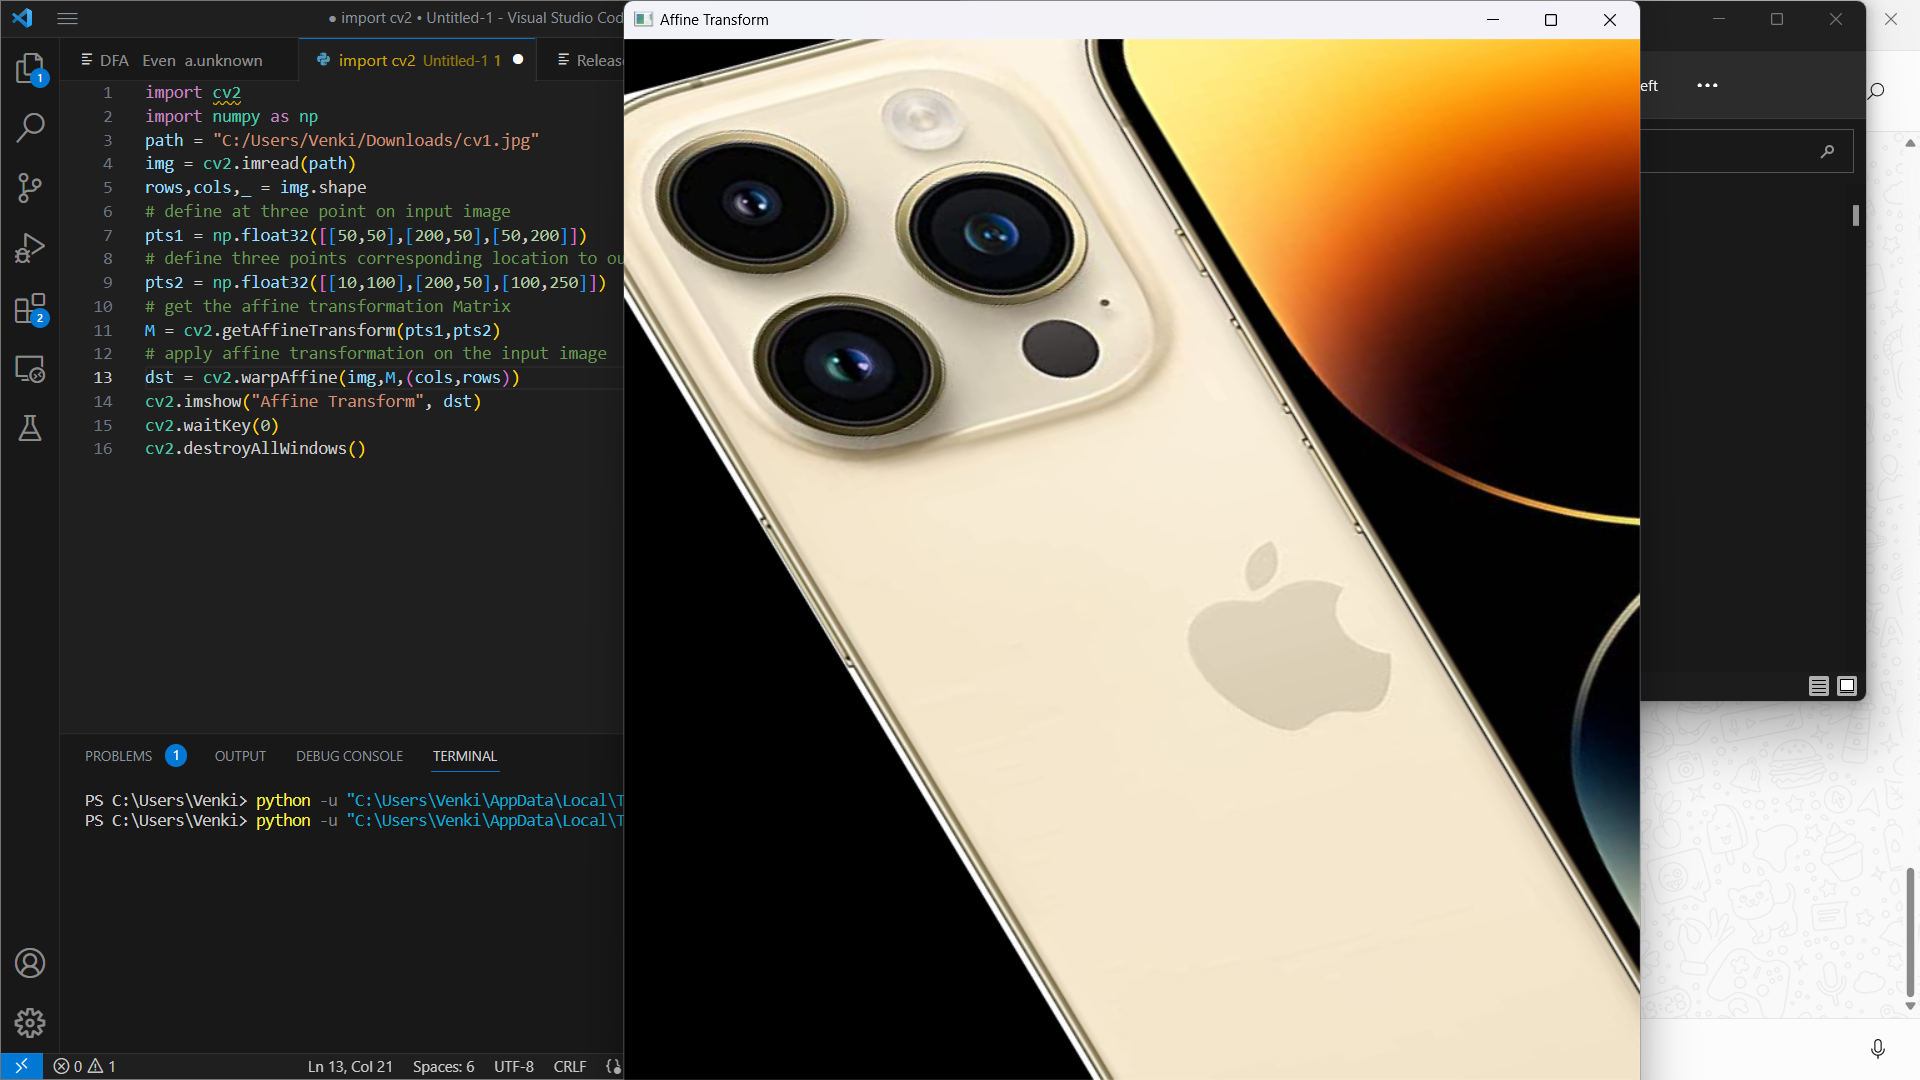 ● import cv2 • Untitled-1 - Visual Studio Cod
Affine Transform
DFA Even a.unknown
import cv2 Untitled-1 1
Release
eft
1
1 import cv2
2 import numpy as np
3 path = "C:/Users/Venki/Downloads/cv1.jpg"
4 img = cv2.imread(path)
5 rows,cols,_ = img.shape
6 # define at three point on input image
7 pts1 = np.float32([[50,50],[200,50],[50,200]])
8 # define three points corresponding location to ou
9 pts2 = np.float32([[10,100],[200,50],[100,250]])
10 # get the affine transformation Matrix
11 M = cv2.getAffineTransform(pts1,pts2)
12 # apply affine transformation on the input image
13 dst = cv2.warpAffine(img,M,(cols,rows))
14 cv2.imshow("Affine Transform", dst)
15 cv2.waitKey(0)
16 cv2.destroyAllWindows()
2
PROBLEMS 1 OUTPUT DEBUG CONSOLE TERMINAL
PS C:\Users\Venki> python -u "C:\Users\Venki\AppData\Local\T
PS C:\Users\Venki> python -u "C:\Users\Venki\AppData\Local\T
0 1 Ln 13, Col 21 Spaces: 6 UTF-8 CRLF